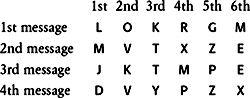 1st 2nd 3rd 4th 5th 6th
1st message L O K R G M
2nd message M V T X Z E
3rd message J K T M P E
4th message D V Y P Z X